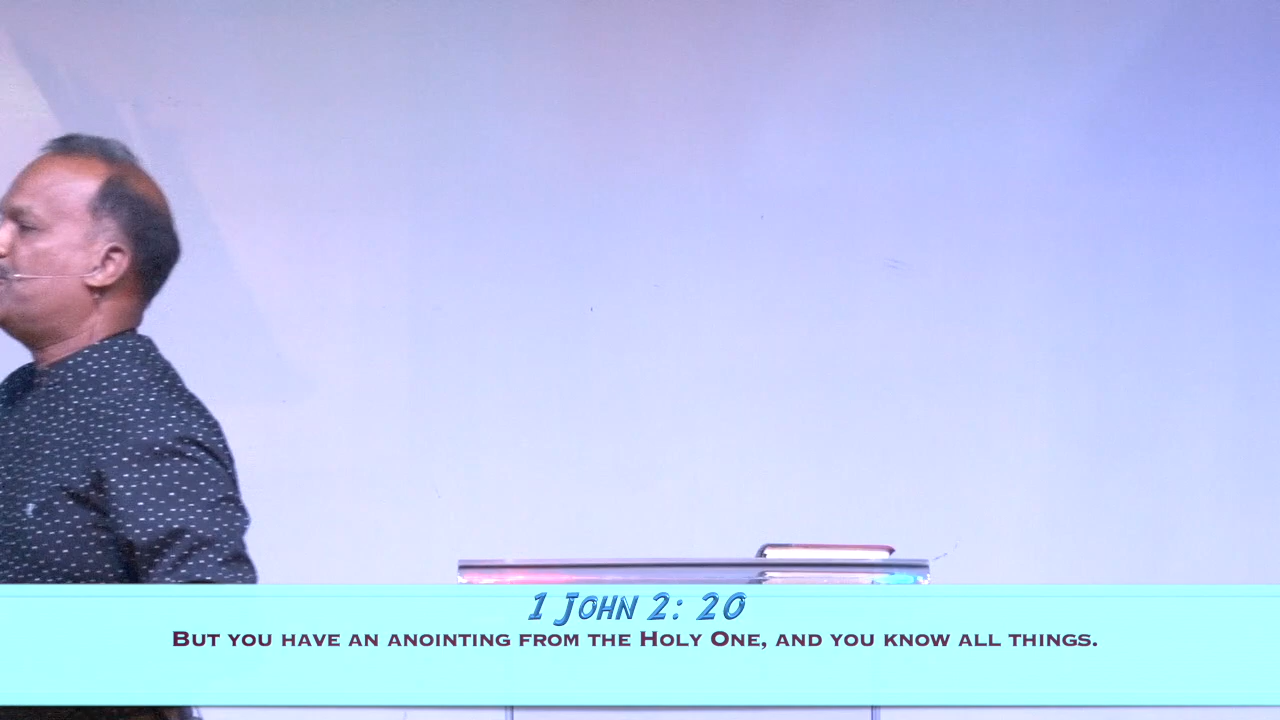 1 John 2: 20
But you have an anointing from the Holy One, and you know all things.